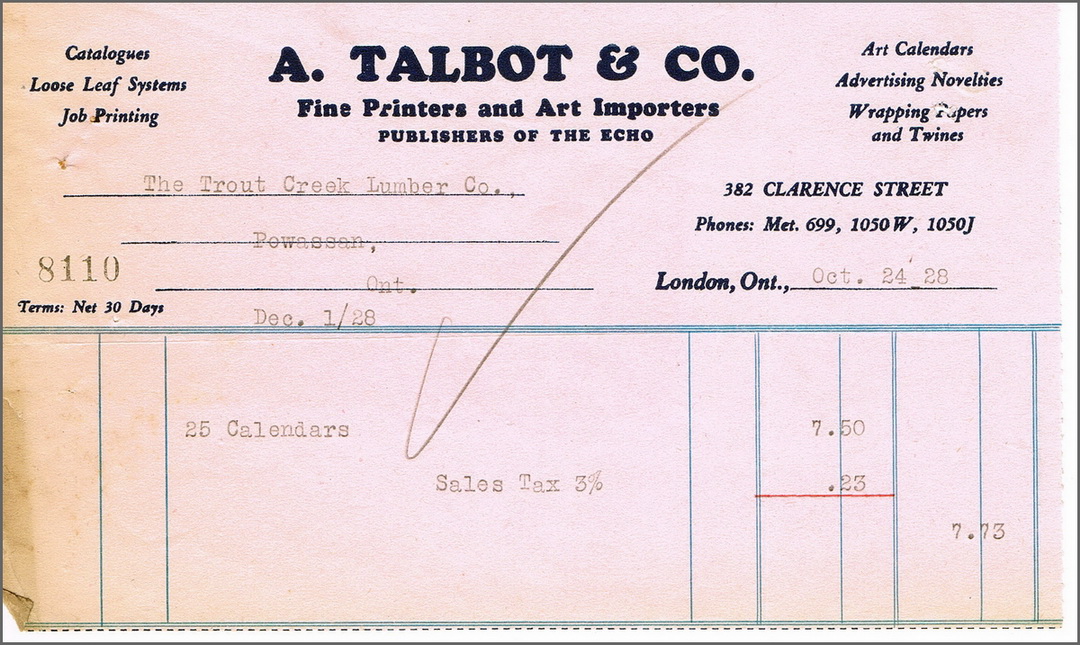 Catalogues
Loose Leaf Systems
Job Printing
A. TALBOT & CO.
Fine Printers and Art Importers
PUBLISHERS OF THE ECHO
Art Calendars
Advertising Novelties
Wrapping Papers
and Twines
The Trout Creek Lumber Co.,
Powassan,
Ont.
382 CLARENCE STREET
Phones: Met. 699, 1050W, 1050J
8110
London, Ont., Oct. 24 28
Terms: Net 30 Days
Dec. 1/28
25 Calendars 7.50
Sales Tax 3% .23
7.73